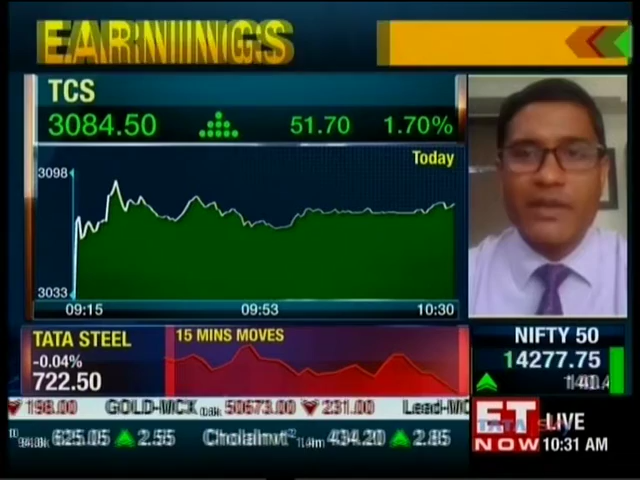 EARNINGS
TCS
3084.50 51.70 1.70%
Today
3098
3033
09:15 09:53 10:30
TATA STEEL
-0.04%
722.50
15 MINS MOVES
NIFTY 50
14277.75
198.00 GOLD-MCX 50673.00 231.00
625.05 2.55 434.20 2.85
ET
NOW
LIVE
10:31 AM